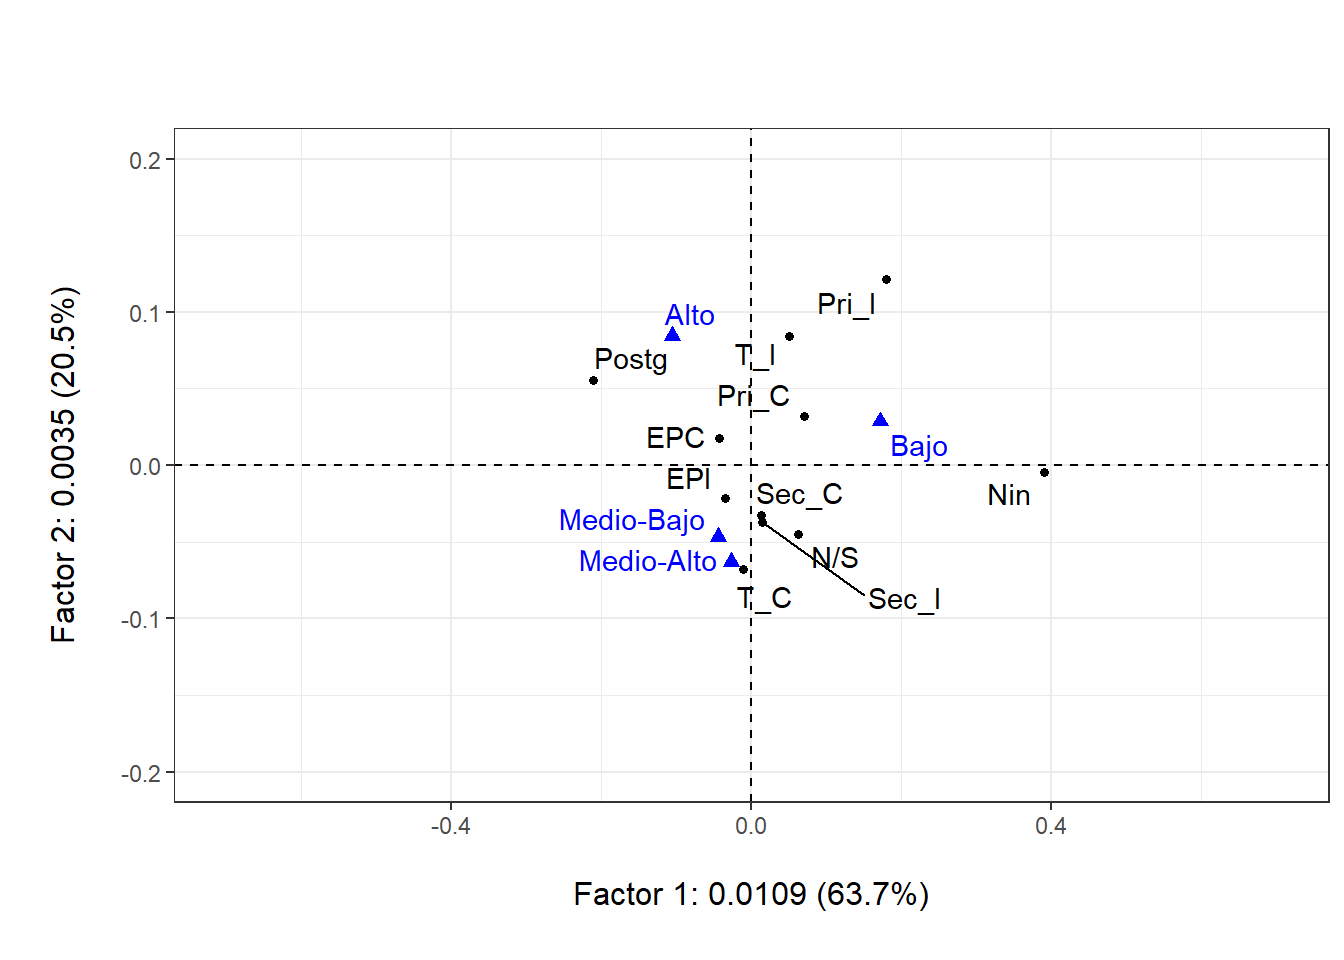 0.2
0.1
0.0
-0.1
-0.2
Factor 2: 0.0035 (20.5%)
Pri_I
Alto
T_I
Postg
Pri_C
EPC
Bajo
EPI
Sec_C
Nin
Medio-Bajo
Medio-Alto
N/S
T_C
Sec_I
-0.4
0.0
0.4
Factor 1: 0.0109 (63.7%)